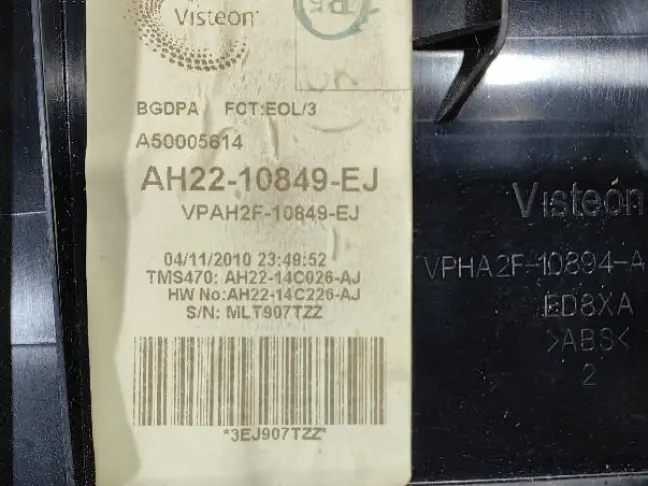 Visteon
BGDPA FCT:EOL/3
A50005614
AH22-10849-EJ
VPAH2F-10849-EJ
04/11/2010 23:49:52
TMS470: AH22-14C026-AJ
HW No:AH22-14C226-AJ
S/N: MLT907TZZ
*3EJ907TZZ*
Visteon
VPHA2F-10894-A
ED8XA
>ABS<
2